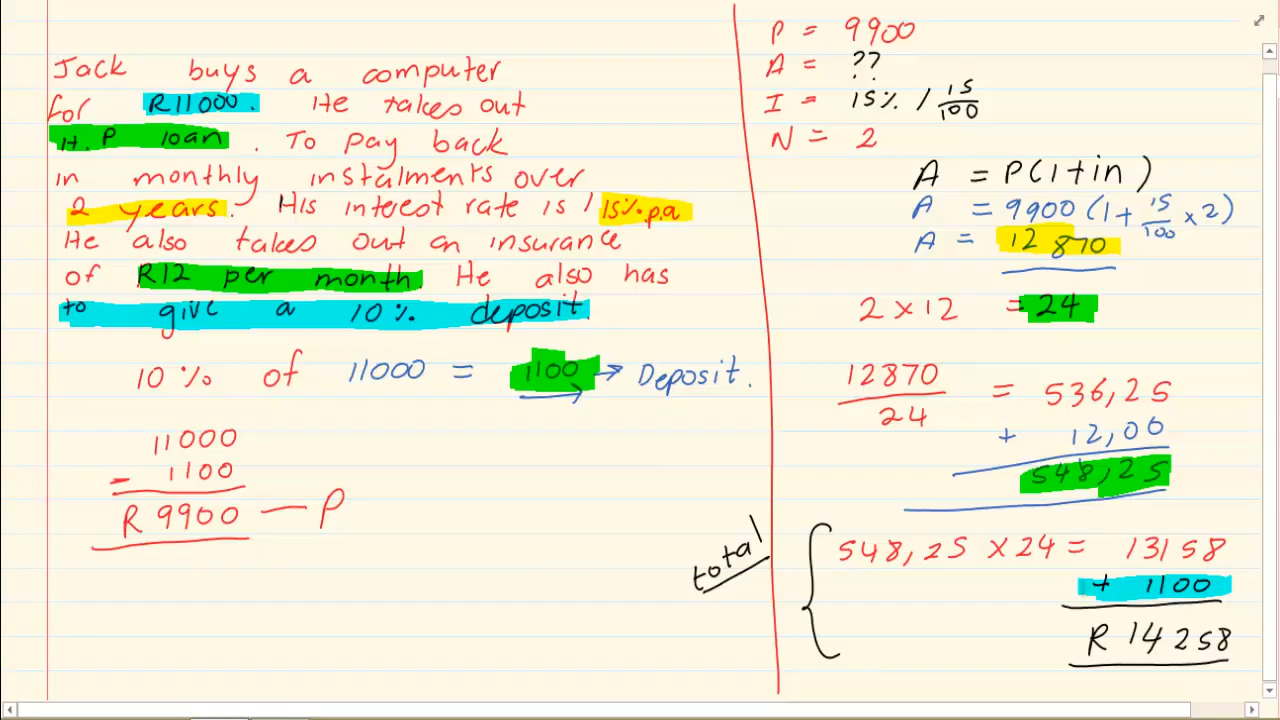 Jack buys a computer
for R11000. He takes out
H.P loan. To pay back
in monthly instalments over
2 years. His interest rate is / 15% p.a
He also takes out an insurance
of R12 per month He also has
to give a 10% deposit
10% of 11000 = 1100 → Deposit.
11000
- 1100
R 9900 — P
P = 9900
A = ??
I = 15% / 15/100
N = 2
A = P(1+in)
A = 9900 (1 + 15/100 x 2)
A = 12 870
2 x 12 = 24
12870/24 = 536,25
+ 12,00
548,25
total
548,25 x 24 = 13158
+ 1100
R 14258